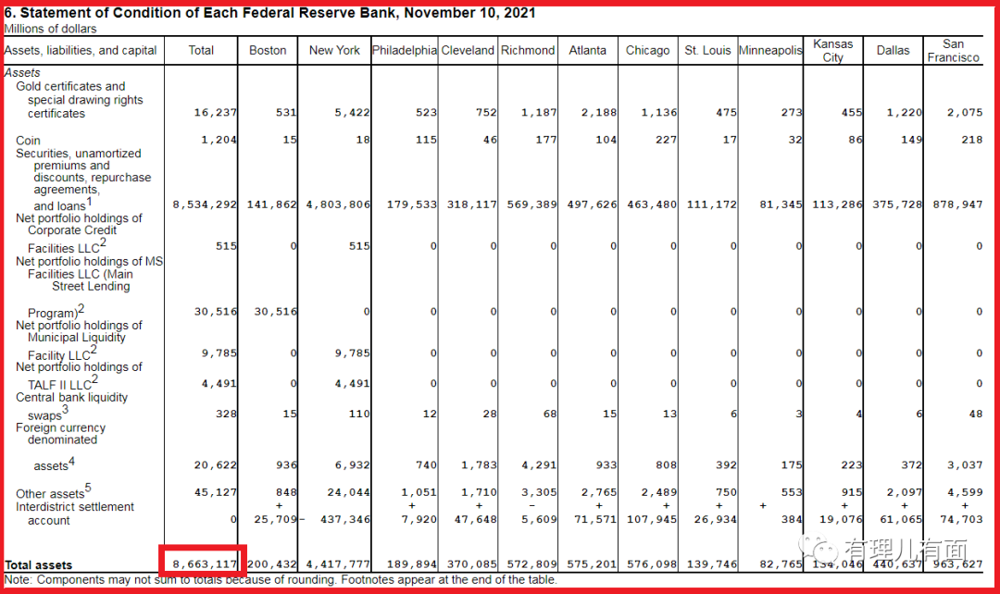 6. Statement of Condition of Each Federal Reserve Bank, November 10, 2021
Millions of dollars
Assets, liabilities, and capital Total Boston New York Philadelphia Cleveland Richmond Atlanta Chicago St. Louis Minneapolis Kansas City Dallas San Francisco
Assets
Gold certificates and
special drawing rights
certificates 16,237 531 5,422 523 752 1,187 2,188 1,136 475 273 455 1,220 2,075
Coin 1,204 15 18 115 46 177 104 227 17 32 86 149 218
Securities, unamortized
premiums and
discounts, repurchase
agreements,
and loans1 8,534,292 141,862 4,803,806 179,533 318,117 569,389 497,626 463,480 111,172 81,345 113,286 375,728 878,947
Net portfolio holdings of
Corporate Credit
Facilities LLC2 515 0 515 0 0 0 0 0 0 0 0 0 0
Net portfolio holdings of MS
Facilities LLC (Main
Street Lending
Program)2 30,516 30,516 0 0 0 0 0 0 0 0 0 0 0
Net portfolio holdings of
Municipal Liquidity
Facility LLC2 9,785 0 9,785 0 0 0 0 0 0 0 0 0 0
Net portfolio holdings of
TALF II LLC2 4,491 0 4,491 0 0 0 0 0 0 0 0 0 0
Central bank liquidity
swaps3 328 15 110 12 28 68 15 13 6 3 4 6 48
Foreign currency
denominated
assets4 20,622 936 6,932 740 1,783 4,291 933 808 392 175 223 372 3,037
Other assets5 45,127 848 24,044 1,051 1,710 3,305 2,765 2,489 750 553 915 2,097 4,599
Interdistrict settlement + + + - + + + + + + +
account 0 25,709 - 437,346 7,920 47,648 5,609 71,571 107,945 26,934 384 19,076 61,065 74,703
Total assets 8,663,117 200,432 4,417,777 189,894 370,085 572,809 575,201 576,098 139,746 82,765 134,046 440,637 963,627
Note: Components may not sum to totals because of rounding. Footnotes appear at the end of the table.
有理儿有面